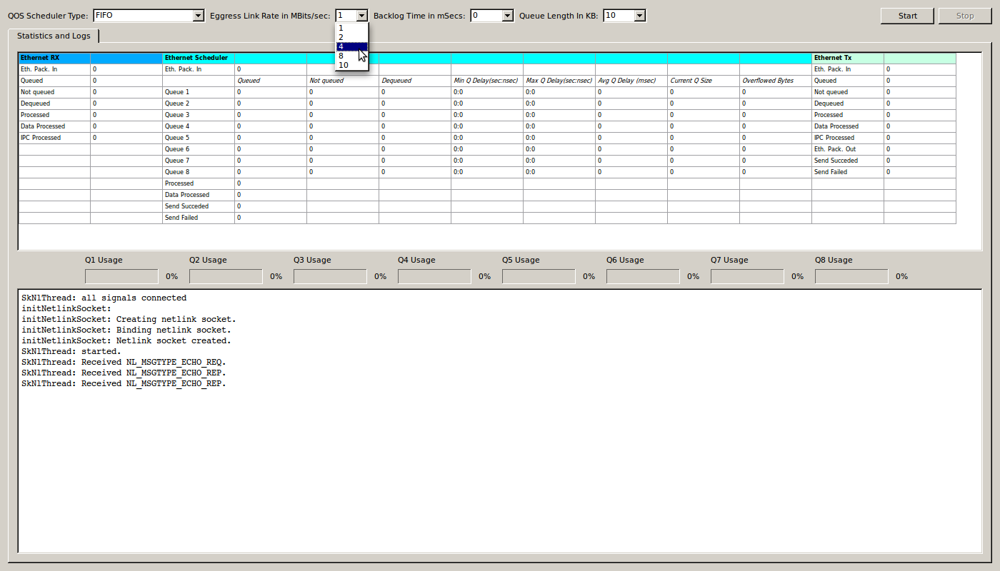 QOS Scheduler Type: FIFO Eggress Link Rate in MBits/sec: 1 Backlog Time in mSecs: 0 Queue Length In KB: 10 Start Stop
1
2
4
8
10
Statistics and Logs
Ethernet RX Ethernet Scheduler Ethernet Tx
Eth. Pack. In 0 Eth. Pack. In 0 Eth. Pack. In 0
Queued 0 Queued Not queued Dequeued Min Q Delay(sec:nsec) Max Q Delay(sec:nsec) Avg Q Delay (msec) Current Q Size Overflowed Bytes Queued 0
Not queued 0 Queue 1 0 0 0 0:0 0:0 0 0 0 Not queued 0
Dequeued 0 Queue 2 0 0 0 0:0 0:0 0 0 0 Dequeued 0
Processed 0 Queue 3 0 0 0 0:0 0:0 0 0 0 Processed 0
Data Processed 0 Queue 4 0 0 0 0:0 0:0 0 0 0 Data Processed 0
IPC Processed 0 Queue 5 0 0 0 0:0 0:0 0 0 0 IPC Processed 0
Queue 6 0 0 0 0:0 0:0 0 0 0 Eth. Pack. Out 0
Queue 7 0 0 0 0:0 0:0 0 0 0 Send Succeded 0
Queue 8 0 0 0 0:0 0:0 0 0 0 Send Failed 0
Processed 0
Data Processed 0
Send Succeded 0
Send Failed 0
Q1 Usage Q2 Usage Q3 Usage Q4 Usage Q5 Usage Q6 Usage Q7 Usage Q8 Usage
0% 0% 0% 0% 0% 0% 0% 0%
SkNlThread: all signals connected
initNetlinkSocket:
initNetlinkSocket: Creating netlink socket.
initNetlinkSocket: Binding netlink socket.
initNetlinkSocket: Netlink socket created.
SkNlThread: started.
SkNlThread: Received NL_MSGTYPE_ECHO_REQ.
SkNlThread: Received NL_MSGTYPE_ECHO_REP.
SkNlThread: Received NL_MSGTYPE_ECHO_REP.